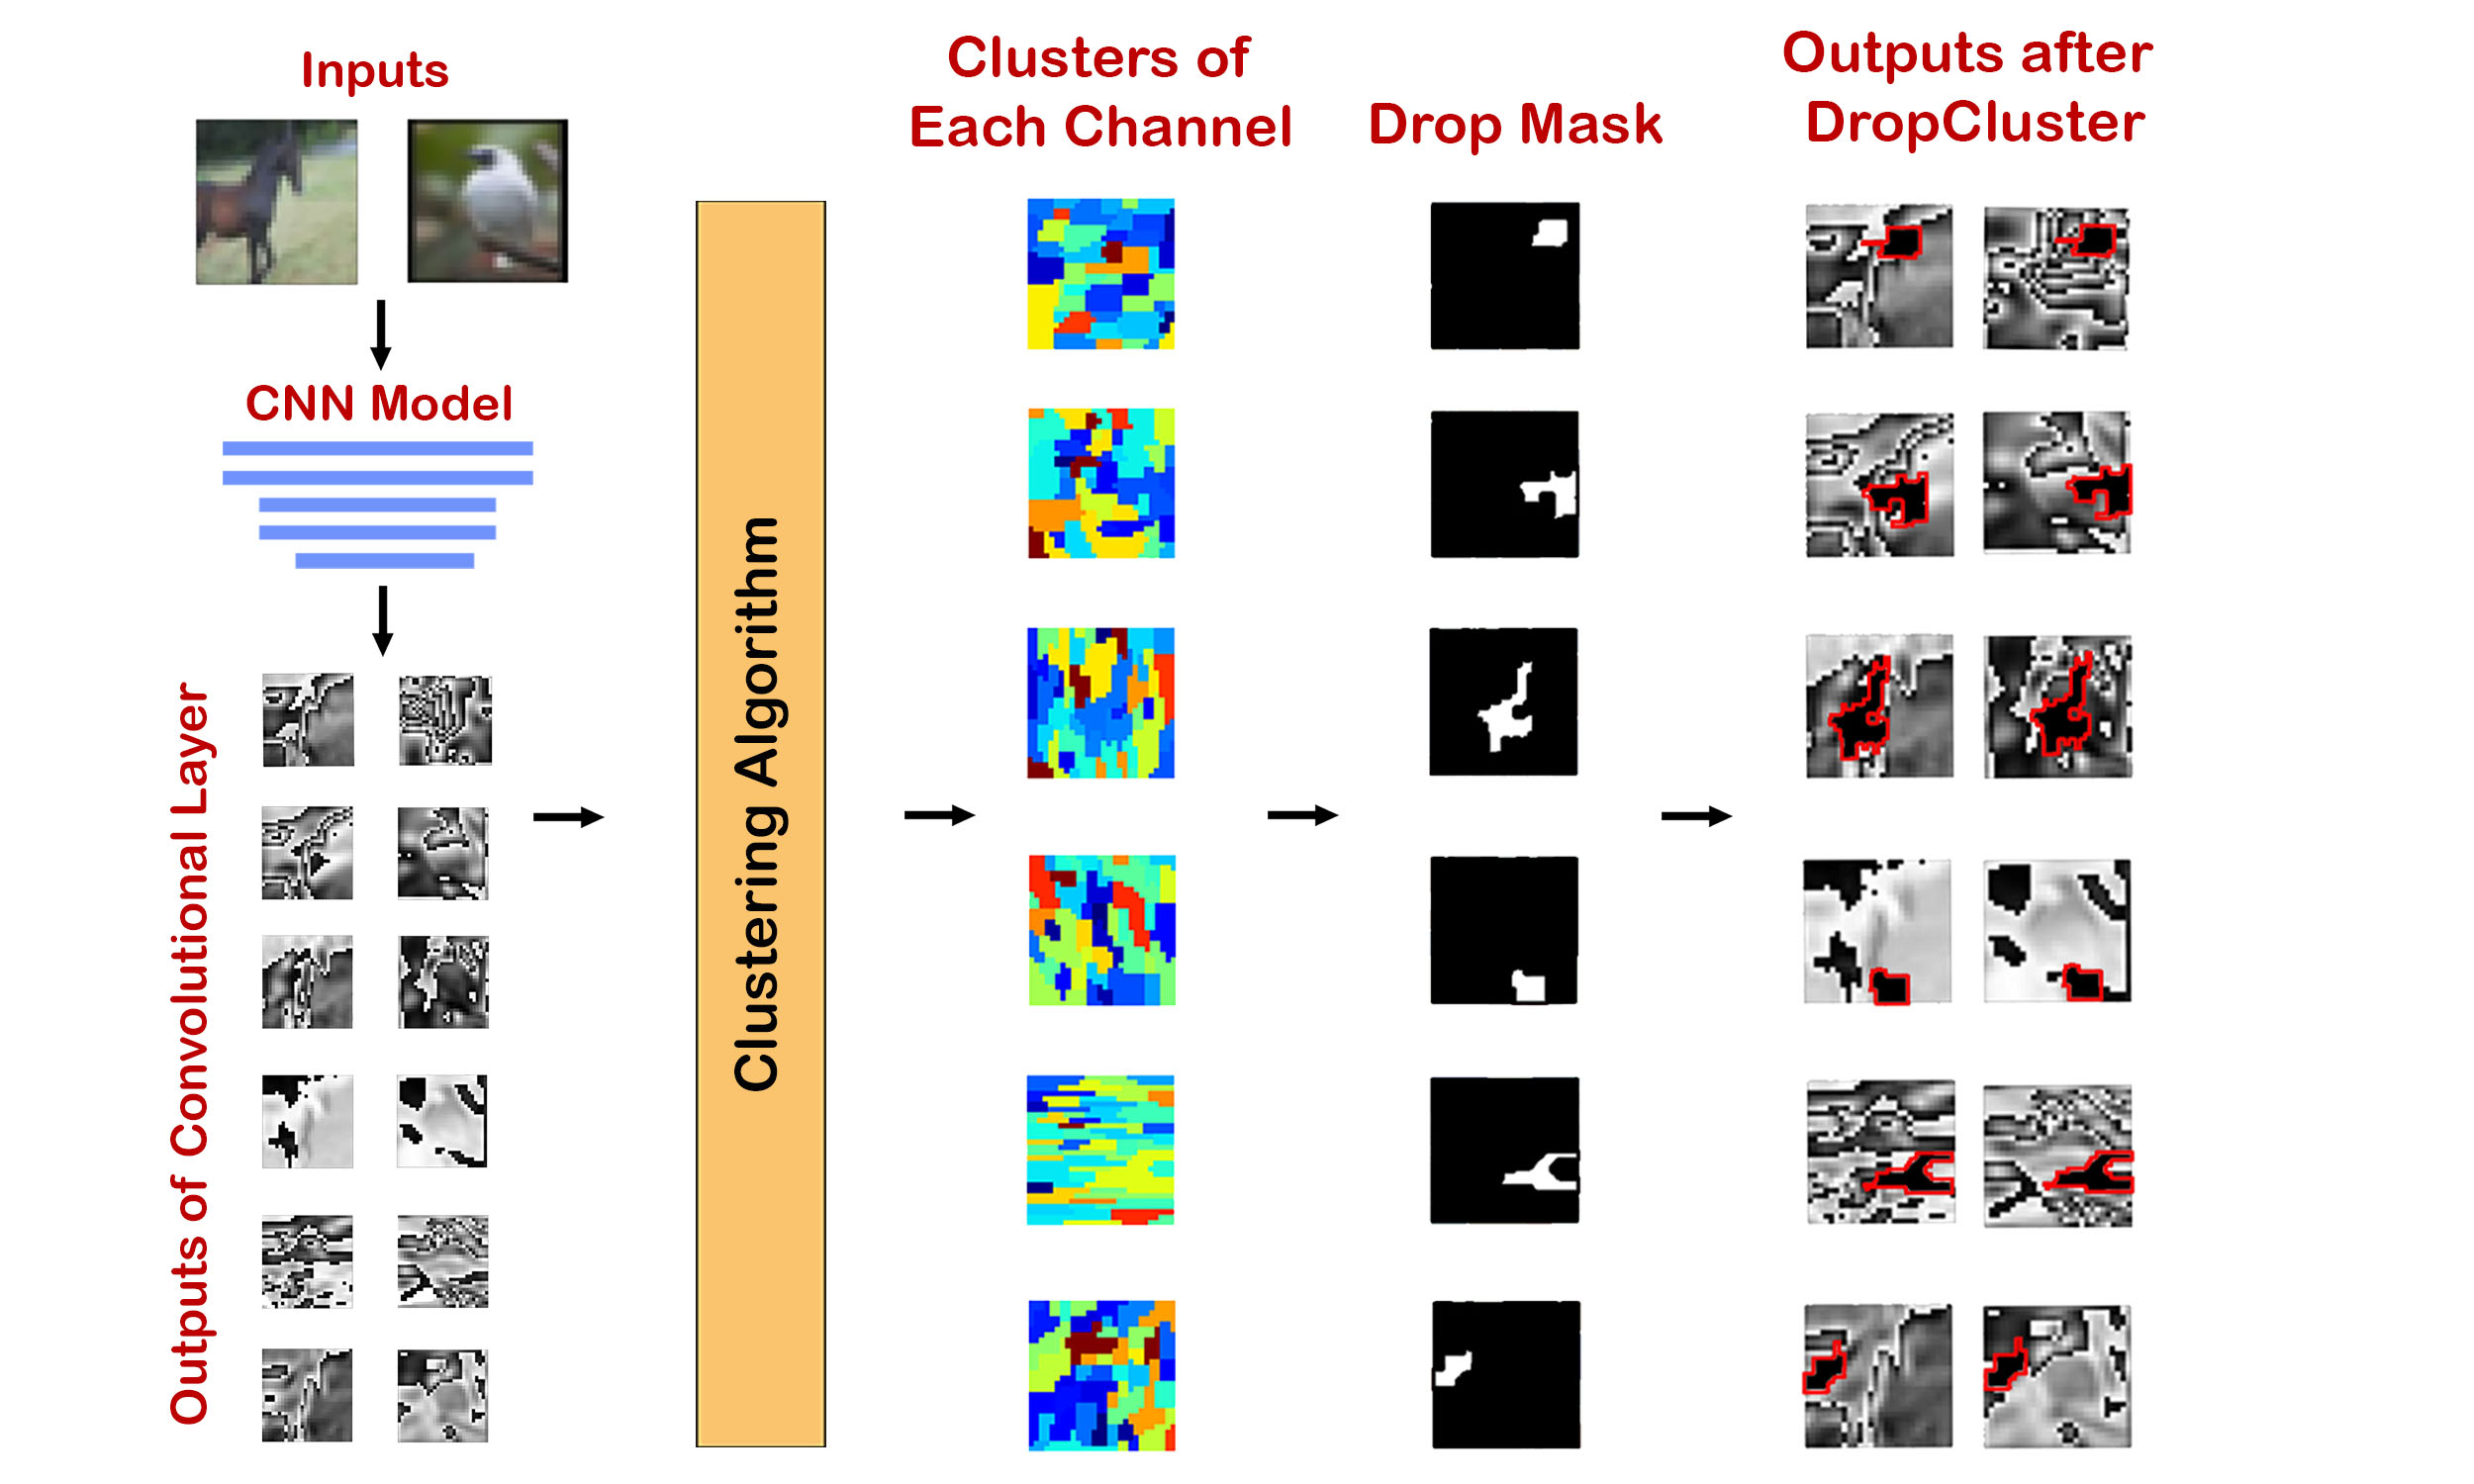 Inputs
CNN Model
Outputs of Convolutional Layer
Clustering Algorithm
Clusters of
Each Channel
Drop Mask
Outputs after
DropCluster